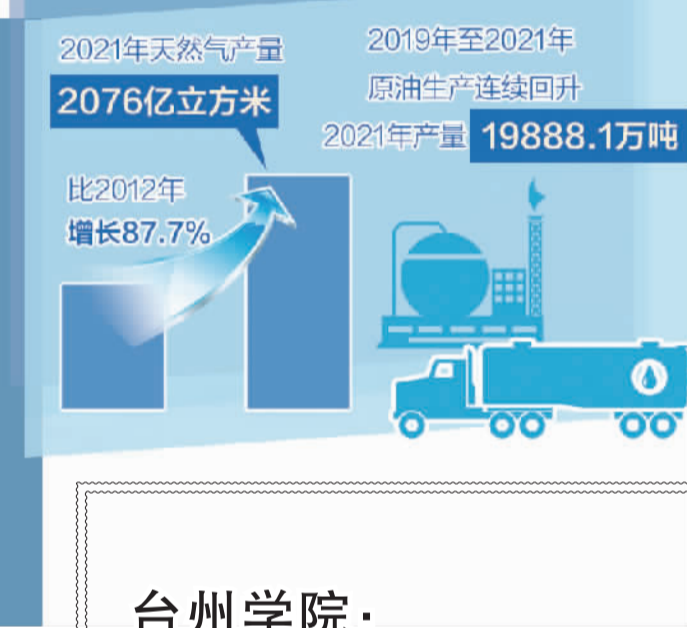 2021年天然气产量
2076亿立方米
比2012年
增长87.7%
2019年至2021年
原油生产连续回升
2021年产量 19888.1万吨
台州学院: